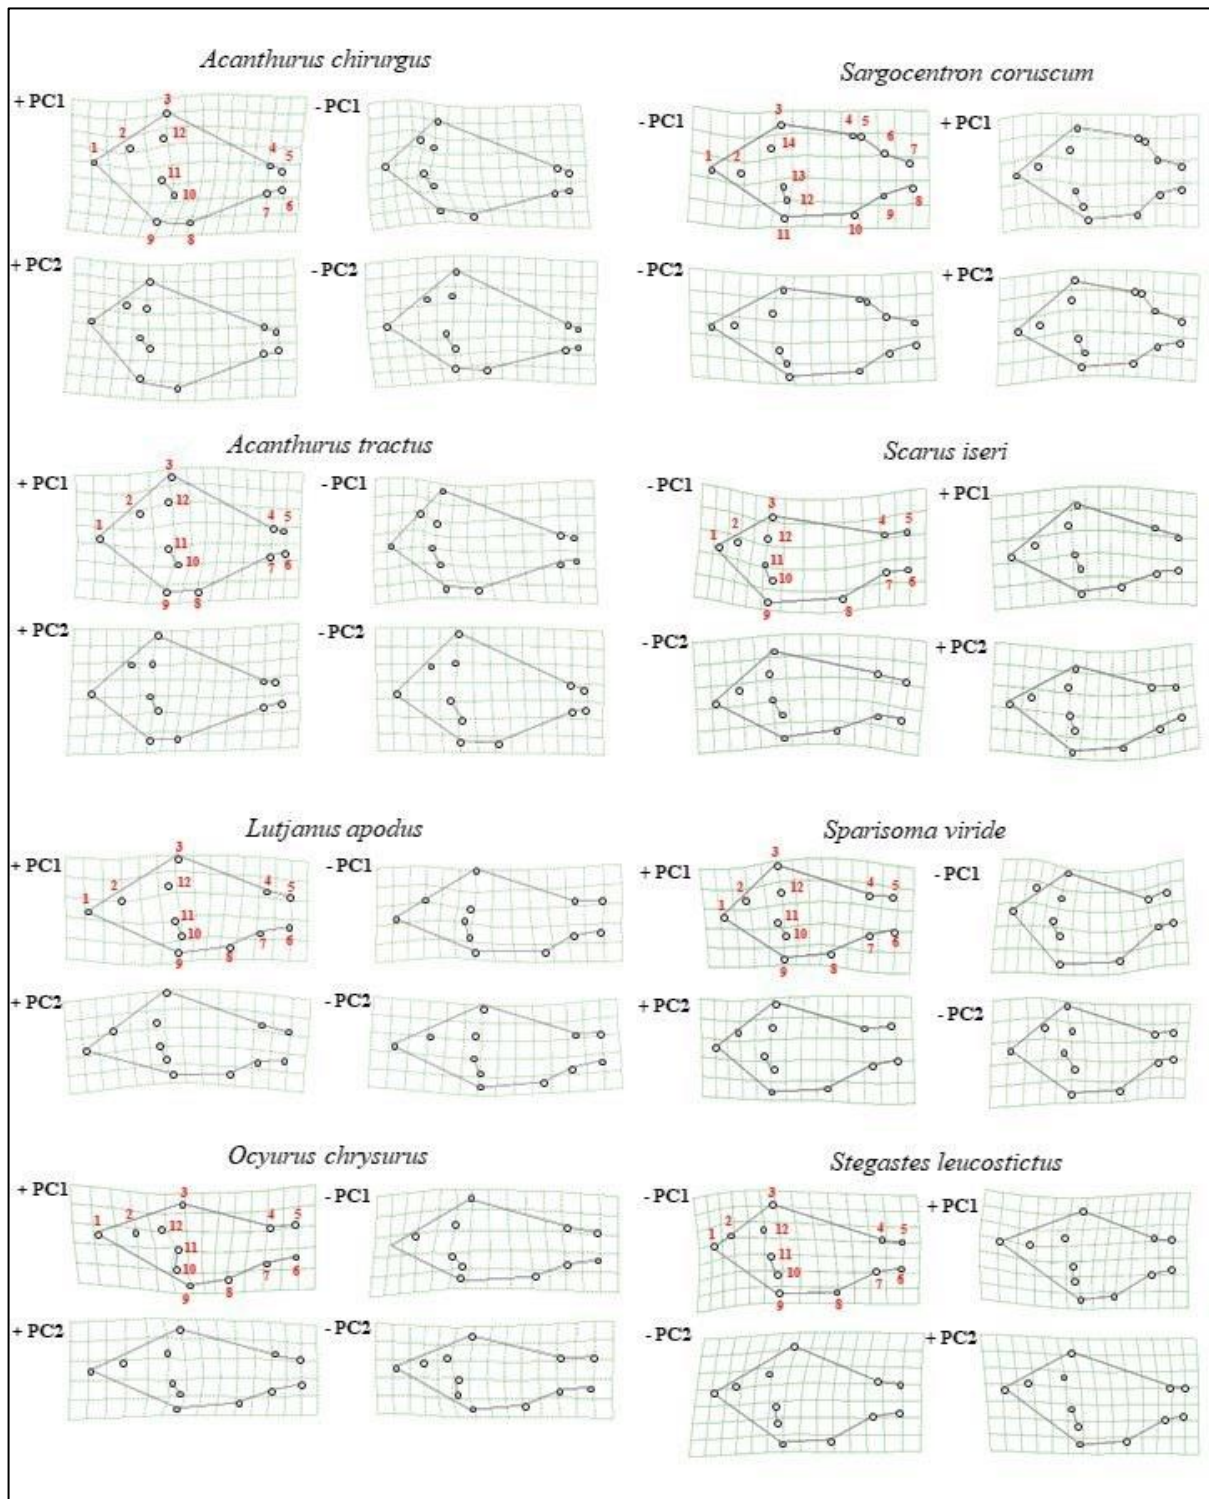 Acanthurus chirurgus
+ PC1
3
2
12
1
4
5
11
10
7
6
9
8
- PC1
+ PC2
- PC2
Sargocentron coruscum
- PC1
3
4
5
6
14
1
2
7
13
12
8
9
11
10
+ PC1
- PC2
+ PC2
Acanthurus tractus
+ PC1
3
2
12
1
4
5
11
10
7
6
9
8
- PC1
+ PC2
- PC2
Scarus iseri
- PC1
3
2
1
12
4
5
11
10
7
6
9
8
+ PC1
- PC2
+ PC2
Lutjanus apodus
+ PC1
3
2
12
1
4
5
11
10
6
7
8
9
- PC1
+ PC2
- PC2
Sparisoma viride
+ PC1
3
2
12
4
5
1
11
10
7
6
8
9
- PC1
+ PC2
- PC2
Ocyurus chrysurus
+ PC1
3
2
1
12
4
5
11
10
7
6
9
8
- PC1
+ PC2
- PC2
Stegastes leucostictus
- PC1
3
2
1
12
4
5
11
10
7
6
9
8
+ PC1
- PC2
+ PC2